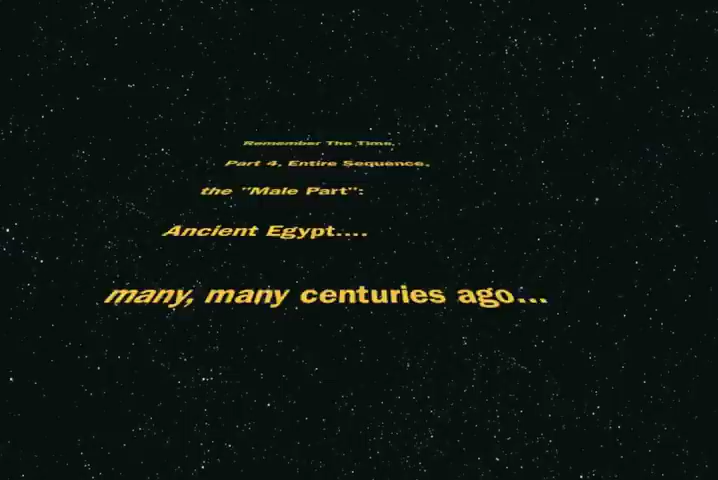 Remember The Time,
Part 4, Entire Sequence,
the "Male Part":
Ancient Egypt....
many, many centuries ago...